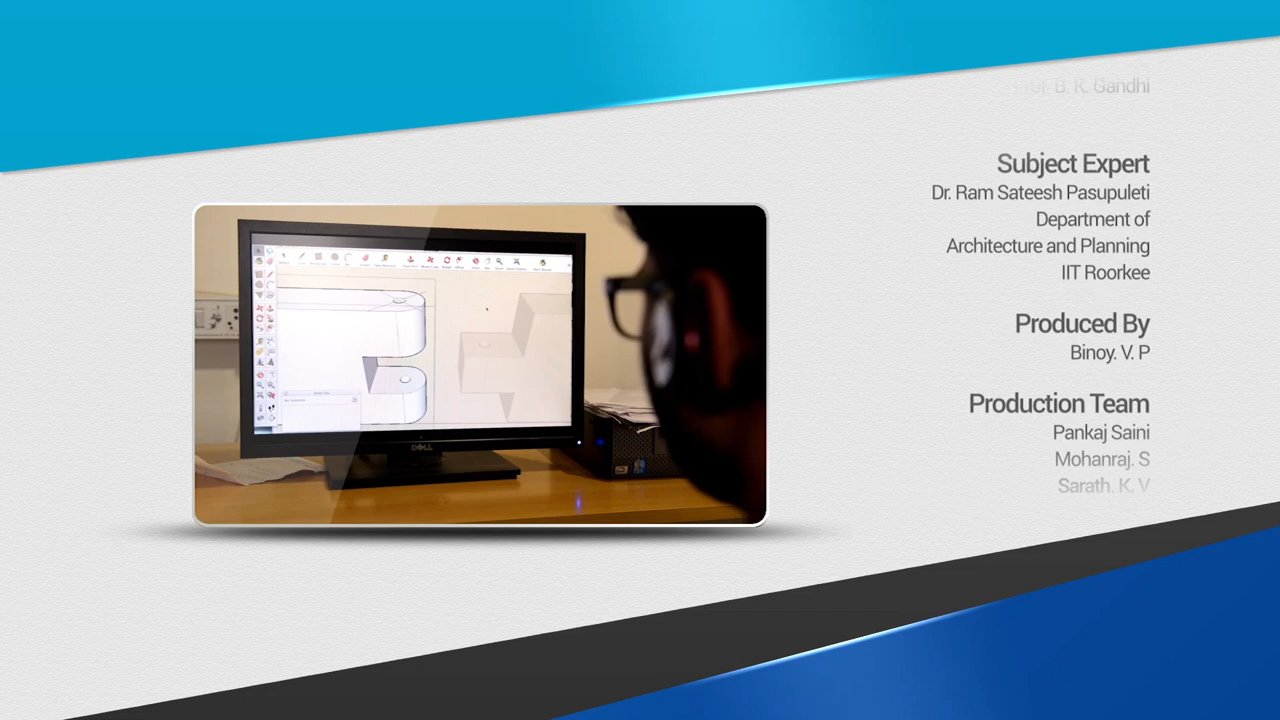 B. K. Gandhi
Subject Expert
Dr. Ram Sateesh Pasupuleti
Department of
Architecture and Planning
IIT Roorkee
Produced By
Binoy. V. P
Production Team
Pankaj Saini
Mohanraj. S
Sarath. K. V
DELL